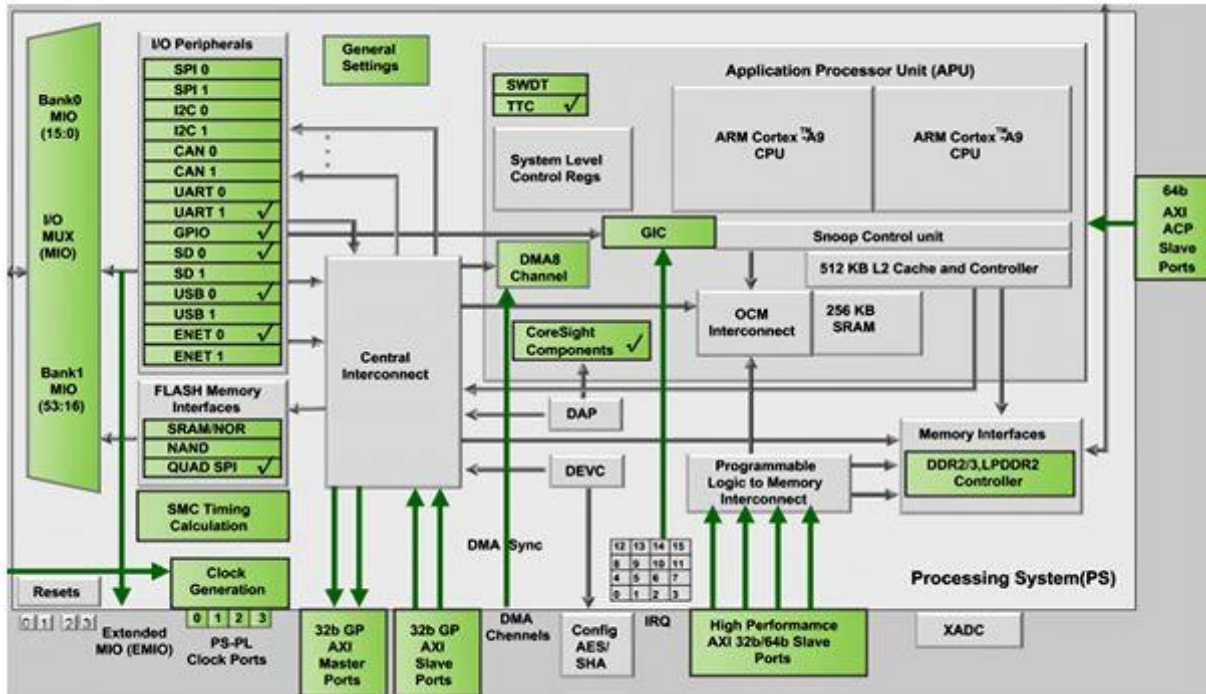 I/O Peripherals
SPI 0
SPI 1
I2C 0
I2C 1
CAN 0
CAN 1
UART 0
UART 1 ✓
GPIO ✓
SD 0 ✓
SD 1
USB 0 ✓
USB 1
ENET 0 ✓
ENET 1
Bank0
MIO
(15:0)
I/O
MUX
(MIO)
Bank1
MIO
(53:16)
FLASH Memory
Interfaces
SRAM/NOR
NAND
QUAD SPI ✓
SMC Timing
Calculation
General
Settings
Application Processor Unit (APU)
SWDT
TTC ✓
System Level
Control Regs
ARM Cortex™-A9
CPU
ARM Cortex™-A9
CPU
GIC
Snoop Control unit
DMA8
Channel
512 KB L2 Cache and Controller
OCM
Interconnect
256 KB
SRAM
CoreSight
Components ✓
Central
Interconnect
DAP
DEVC
Programmable
Logic to Memory
Interconnect
Memory Interfaces
DDR2/3,LPDDR2
Controller
64b
AXI
ACP
Slave
Ports
DMA Sync
12 13 14 15
8 9 10 11
4 5 6 7
0 1 2 3
Processing System(PS)
Resets
0 1 2 3
Clock
Generation
0 1 2 3
Extended
MIO (EMIO)
PS-PL
Clock Ports
32b GP
AXI
Master
Ports
32b GP
AXI
Slave
Ports
DMA
Channels
Config
AES/
SHA
IRQ
High Performamce
AXI 32b/64b Slave
Ports
XADC